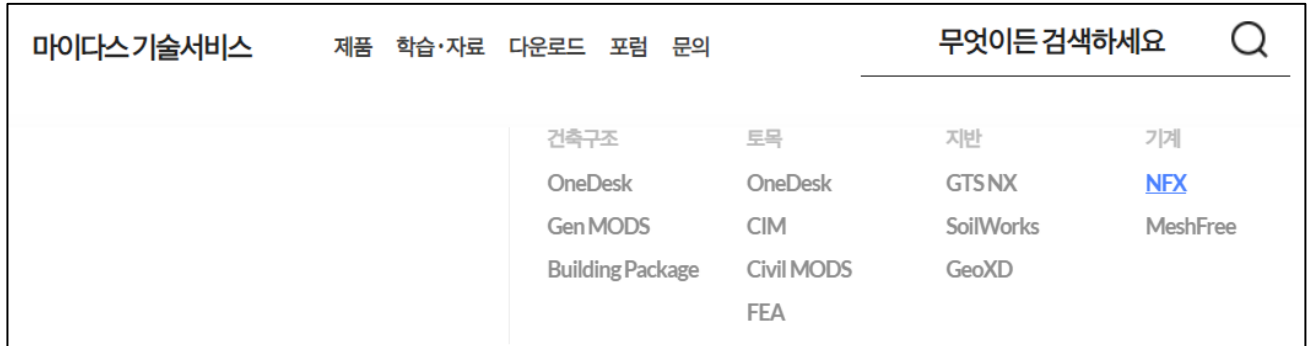 마이다스 기술서비스 제품 학습·자료 다운로드 포럼 문의 무엇이든 검색하세요
건축구조 토목 지반 기계
OneDesk OneDesk GTS NX NFX
Gen MODS CIM SoilWorks MeshFree
Building Package Civil MODS GeoXD
FEA